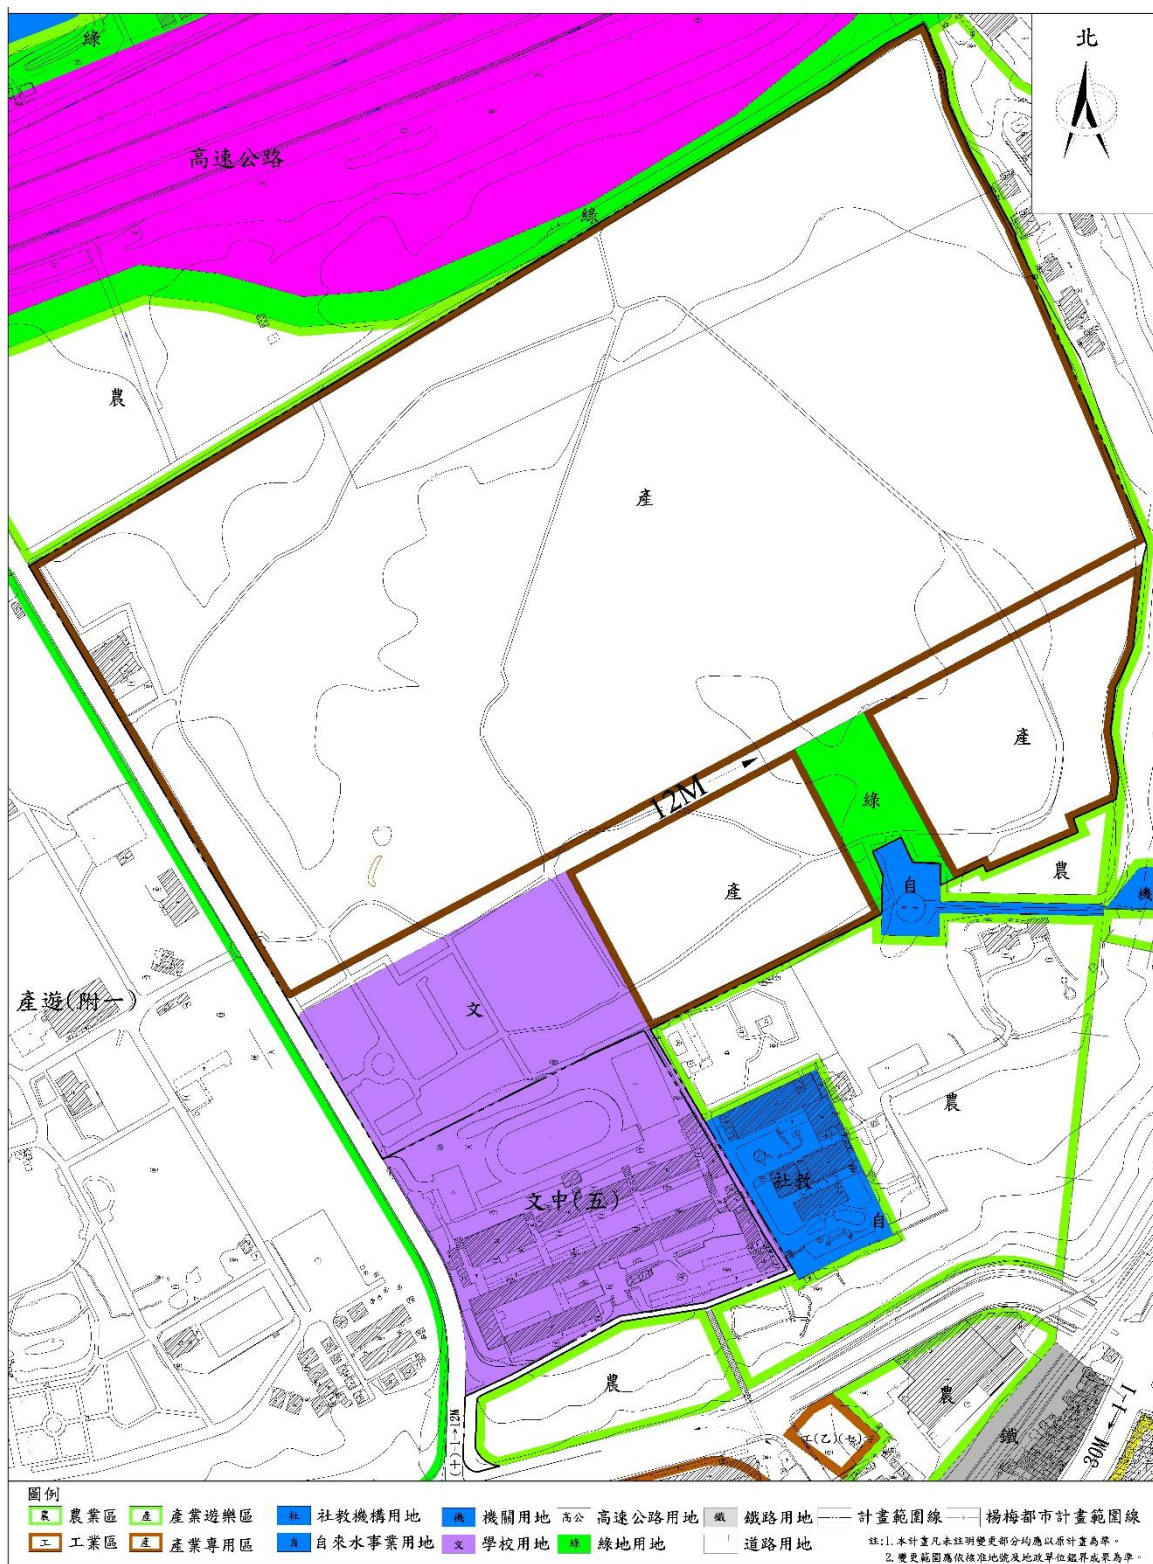 綠
北
高速公路
綠
農
產
產
12M
綠
產
自
農
機
產遊(附一)
文
農
社教
文中(五)
自
農
農
工(乙)(七)
鐵
(十)-1-12M
30M ← 1-1
圖例
農 農業區 產 產業遊樂區 社 社教機構用地 機 機關用地 高公 高速公路用地 鐵 鐵路用地 計畫範圍線 楊梅都市計畫範圍線
工 工業區 產 產業專用區 自 自來水事業用地 文 學校用地 綠 綠地用地 道路用地
註:1.本計畫凡未註明變更部分均應以原計畫為準。
2.變更範圍應依核准地號及地政單位鑑界成果為準。